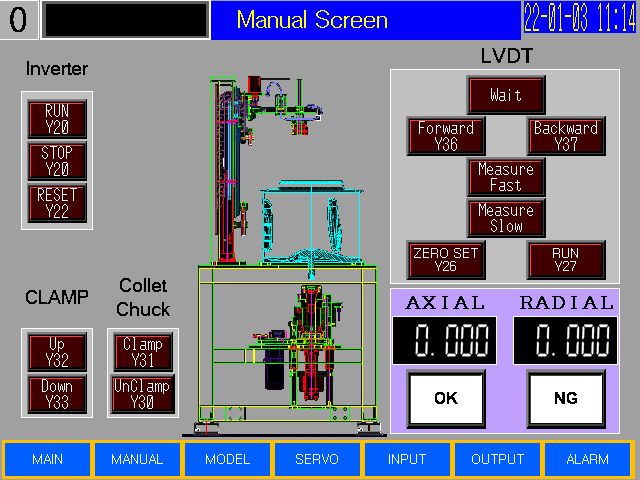 0
Manual Screen
22-01-03 11:14
Inverter
RUN
Y20
STOP
Y20
RESET
Y22
LVDT
Wait
Forward
Y36
Backward
Y37
Measure
Fast
Measure
Slow
ZERO SET
Y26
RUN
Y27
CLAMP
Up
Y32
Down
Y33
Collet
Chuck
Clamp
Y31
UnClamp
Y30
AXIAL
RADIAL
0.000
0.000
OK
NG
MAIN
MANUAL
MODEL
SERVO
INPUT
OUTPUT
ALARM